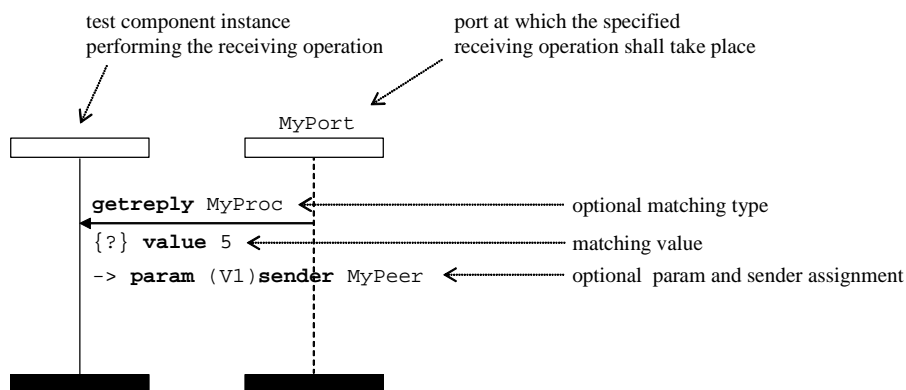 test component instance
performing the receiving operation
port at which the specified
receiving operation shall take place
MyPort
getreply MyProc
optional matching type
{?} value 5
matching value
-> param (V1)sender MyPeer
optional param and sender assignment